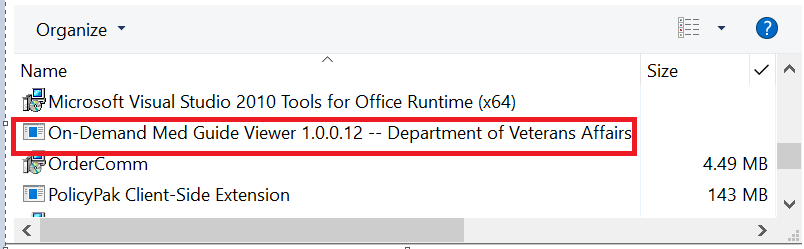 Organize
Name Size
Microsoft Visual Studio 2010 Tools for Office Runtime (x64)
On-Demand Med Guide Viewer 1.0.0.12 -- Department of Veterans Affairs
OrderComm 4.49 MB
PolicyPak Client-Side Extension 143 MB